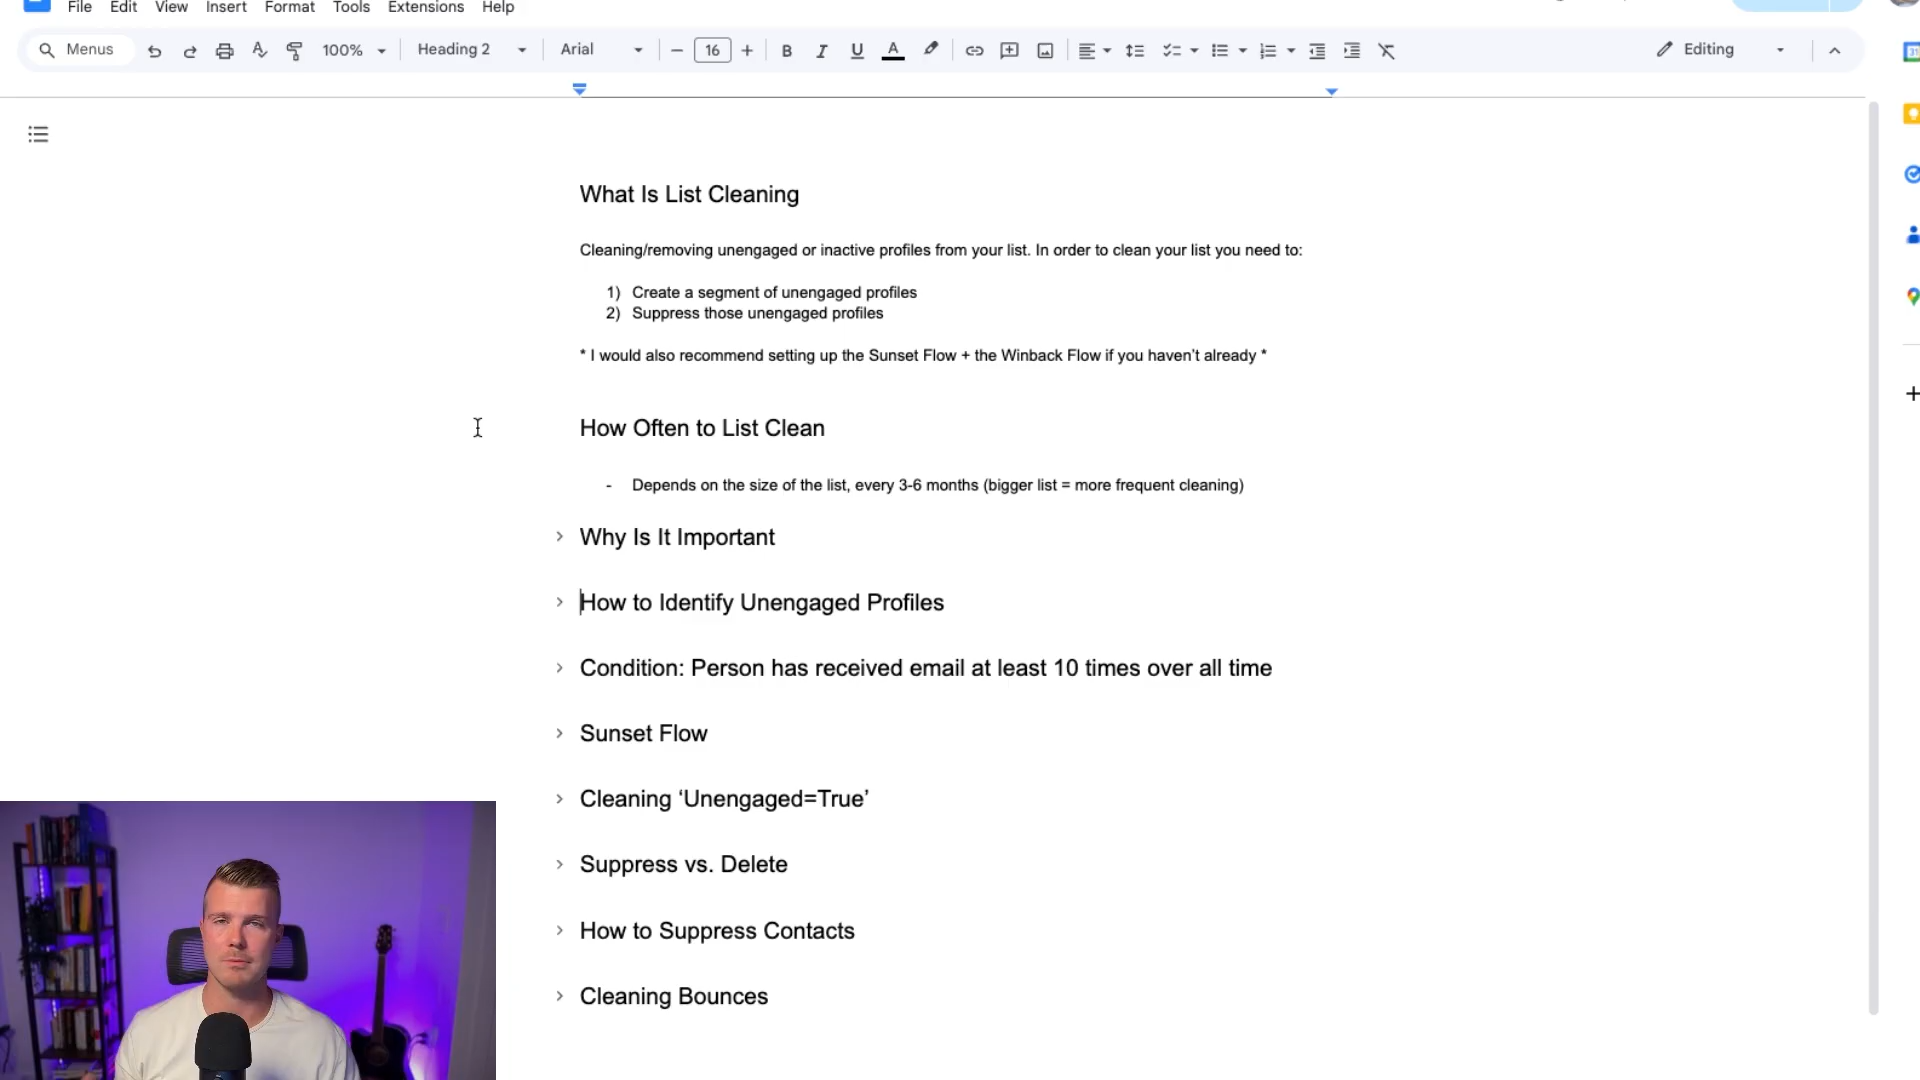 File Edit View Insert Format Tools Extensions Help
Menus 100% Heading 2 Arial 16 B I U A Editing
What Is List Cleaning
Cleaning/removing unengaged or inactive profiles from your list. In order to clean your list you need to:
1) Create a segment of unengaged profiles
2) Suppress those unengaged profiles
* I would also recommend setting up the Sunset Flow + the Winback Flow if you haven’t already *
How Often to List Clean
- Depends on the size of the list, every 3-6 months (bigger list = more frequent cleaning)
Why Is It Important
How to Identify Unengaged Profiles
Condition: Person has received email at least 10 times over all time
Sunset Flow
Cleaning ‘Unengaged=True’
Suppress vs. Delete
How to Suppress Contacts
Cleaning Bounces